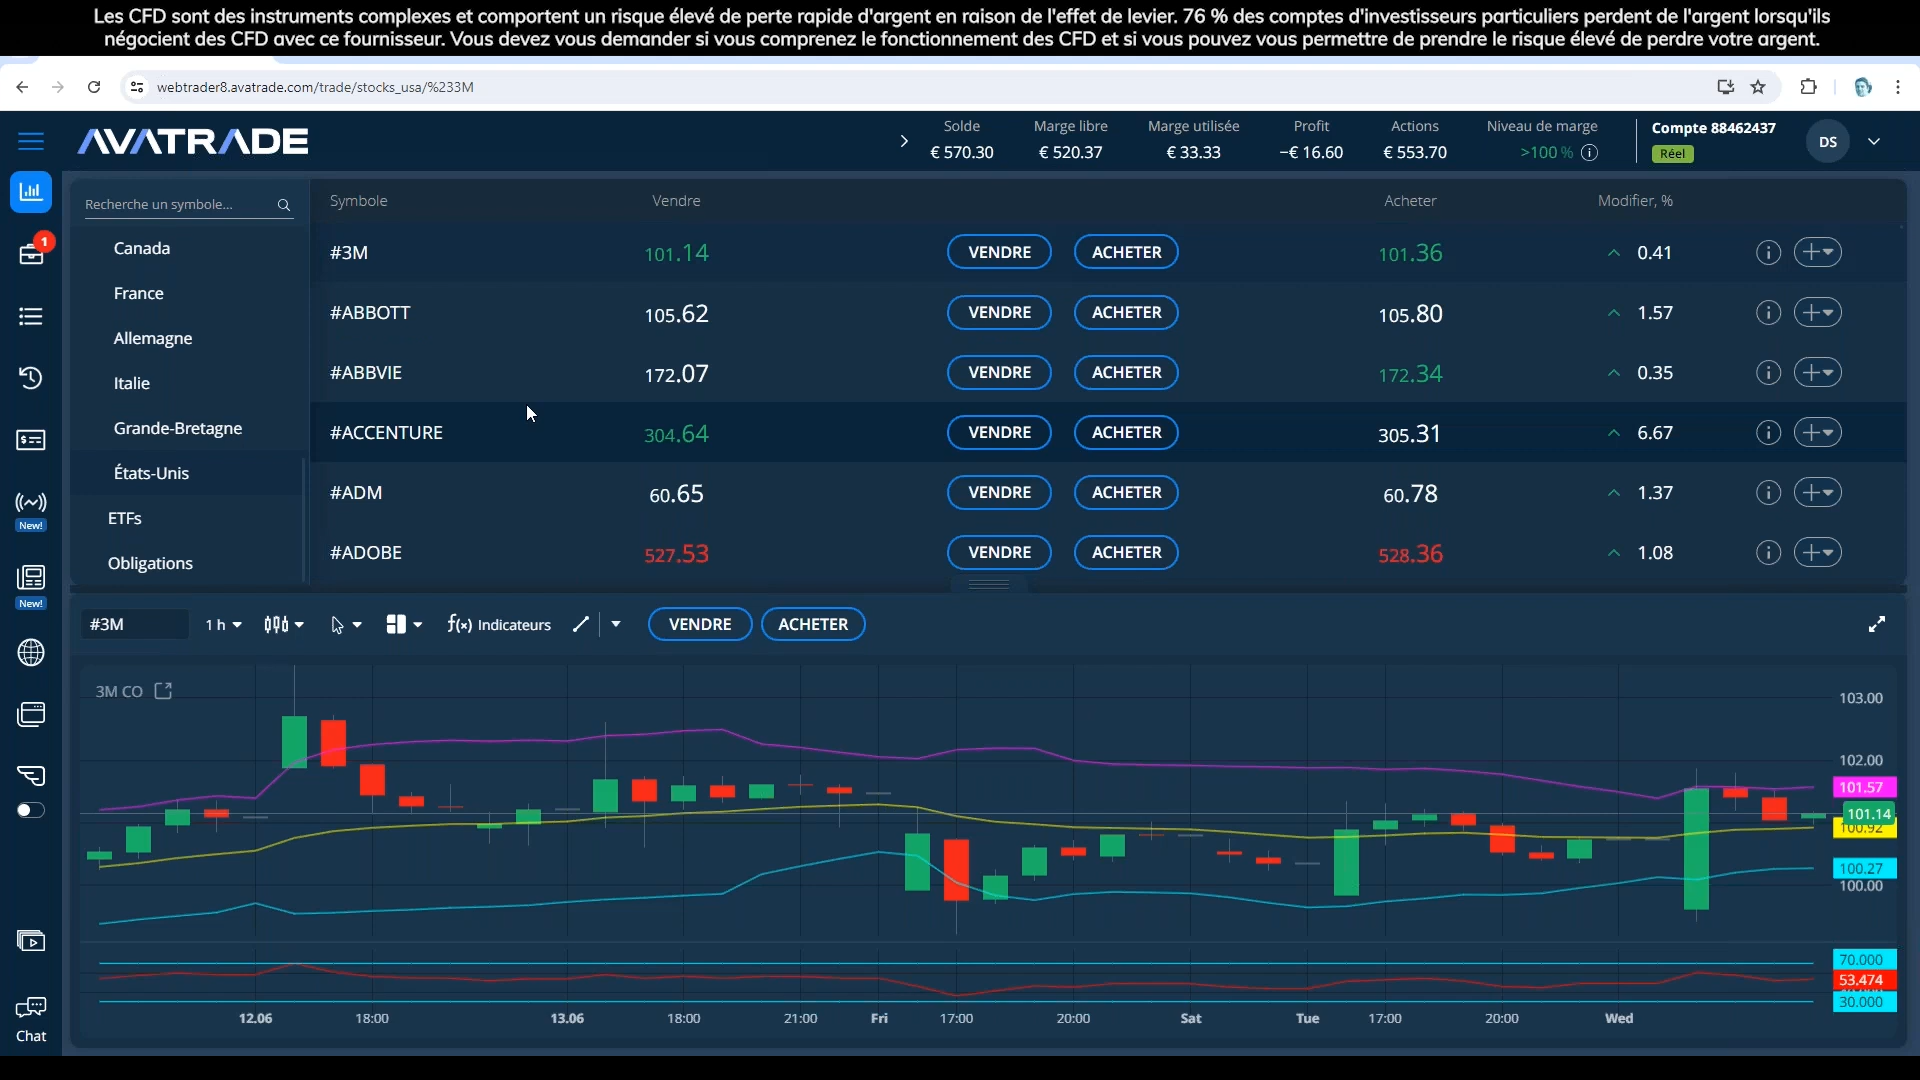 Les CFD sont des instruments complexes et comportent un risque élevé de perte rapide d'argent en raison de l'effet de levier. 76 % des comptes d'investisseurs particuliers perdent de l'argent lorsqu'ils
négocient des CFD avec ce fournisseur. Vous devez vous demander si vous comprenez le fonctionnement des CFD et si vous pouvez vous permettre de prendre le risque élevé de perdre votre argent.
webtrader8.avatrade.com/trade/stocks_usa/%233M
AVATRADE
Solde Marge libre Marge utilisée Profit Actions Niveau de marge Compte 88462437
€ 570.30 € 520.37 € 33.33 −€ 16.60 € 553.70 >100 % Réel DS
Recherche un symbole... Symbole Vendre Acheter Modifier, %
Canada
#3M 101.14 VENDRE ACHETER 101.36 0.41
1
France
#ABBOTT 105.62 VENDRE ACHETER 105.80 1.57
Allemagne
#ABBVIE 172.07 VENDRE ACHETER 172.34 0.35
Italie
Grande-Bretagne
#ACCENTURE 304.64 VENDRE ACHETER 305.31 6.67
États-Unis
#ADM 60.65 VENDRE ACHETER 60.78 1.37
New!
ETFs
#ADOBE 527.53 VENDRE ACHETER 528.36 1.08
Obligations
New!
#3M 1 h f(x) Indicateurs VENDRE ACHETER
3M CO
103.00
102.00
101.57
101.14
100.92
100.27
100.00
70.000
53.474
30.000
12.06 18:00 13.06 18:00 21:00 Fri 17:00 20:00 Sat Tue 17:00 20:00 Wed
Chat